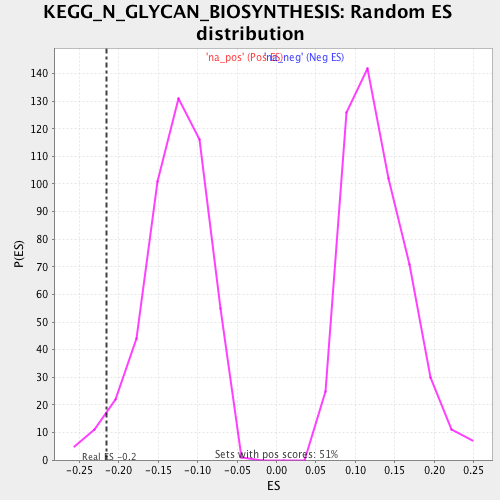 KEGG_N_GLYCAN_BIOSYNTHESIS: Random ES
distribution
'na_pos' (Pos ES) 'na_neg' (Neg ES)
140
130
120
110
100
90
80
70
60
50
40
30
20
10
0
P(ES)
Real ES -0.2
Sets with pos scores: 51%
-0.25 -0.20 -0.15 -0.10 -0.05 0.00 0.05 0.10 0.15 0.20 0.25
ES